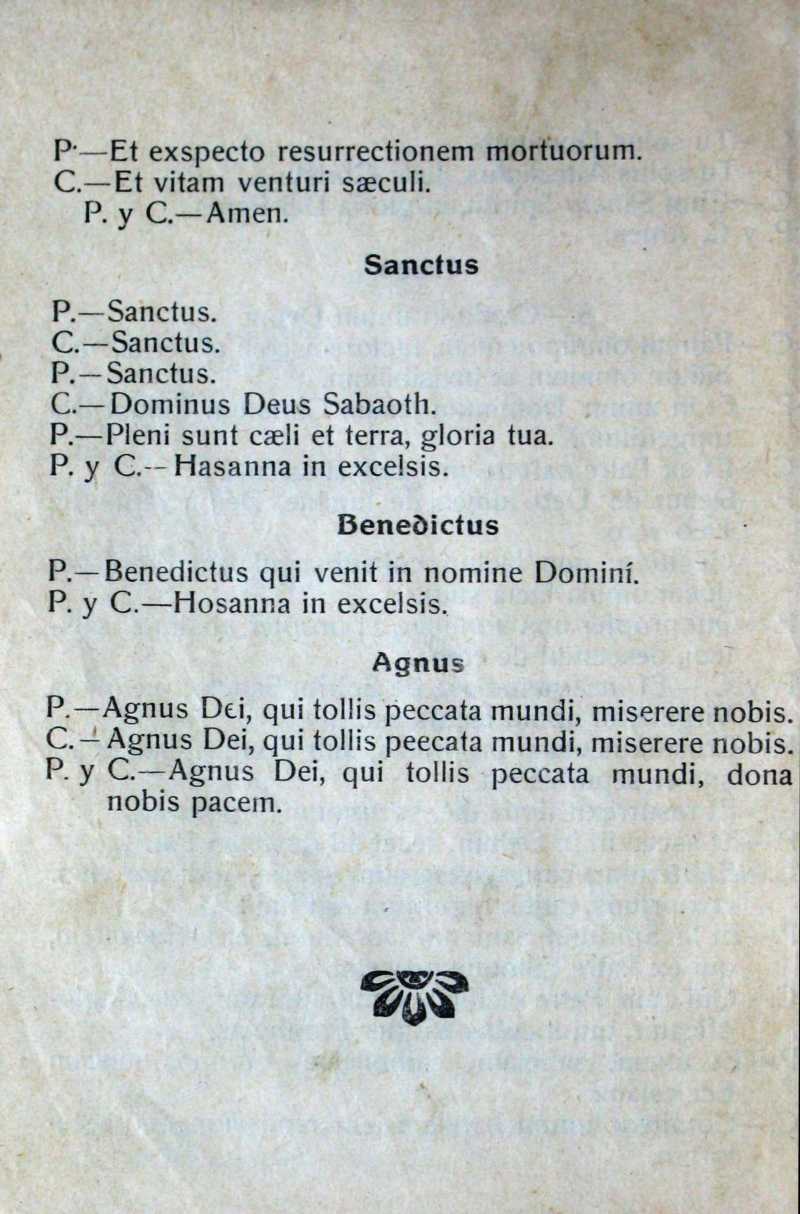 P·—Et exspecto resurrectionem mortuorum.
C.—Et vitam venturi sæculi.
P. y C.—Amen.
Sanctus
P.—Sanctus.
C.—Sanctus.
P.—Sanctus.
C.—Dominus Deus Sabaoth.
P.—Pleni sunt cæli et terra, gloria tua.
P. y C.--Hasanna in excelsis.
Benedictus
P.—Benedictus qui venit in nomine Dominí.
P. y C.—Hosanna in excelsis.
Agnus
P.—Agnus Dei, qui tollis peccata mundi, miserere nobis.
C.—Agnus Dei, qui tollis peecata mundi, miserere nobis.
P. y C.—Agnus Dei, qui tollis peccata mundi, dona
nobis pacem.